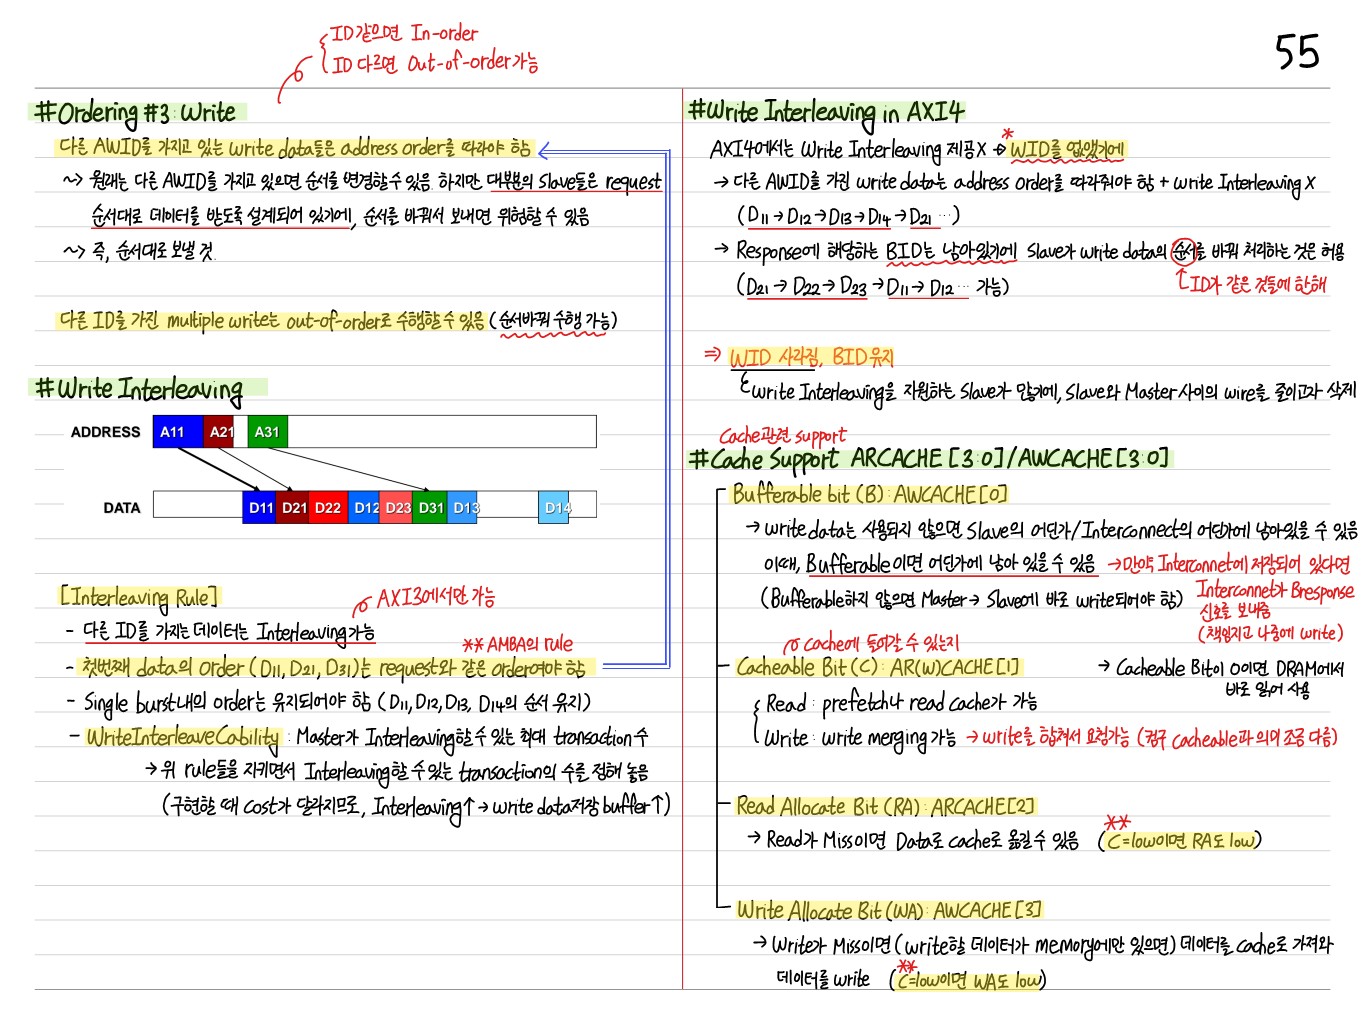 55
ID 같으면 In-order
ID 다르면 Out-of-order 가능
#Ordering #3: Write
다른 AWID를 가지고 있는 write data들은 address order를 따라야 함
~> 원래는 다른 AWID를 가지고 있으면 순서를 변경할 수 있음. 하지만, 대부분의 Slave들은 request
순서대로 데이터를 받도록 설계되어 있기에, 순서를 바꿔서 보내면 위험할 수 있음
~> 즉, 순서대로 보낼 것.
다른 ID를 가진 multiple write는 out-of-order로 수행할 수 있음 (순서바꿔 수행 가능)
#Write Interleaving
ADDRESS A11 A21 A31
DATA D11 D21 D22 D12 D23 D31 D13 D14
[Interleaving Rule]
AXI3에서만 가능
- 다른 ID를 가지는 데이터는 Interleaving 가능
** AMBA의 rule
- 첫번째 data의 order (D11, D21, D31)는 request와 같은 order여야 함
- Single burst내의 order는 유지되어야 함 (D11, D12, D13, D14의 순서 유지)
- WriteInterleaveCability : Master가 Interleaving할 수 있는 최대 transaction 수
→ 위 rule들을 지키면서 Interleaving할 수 있는 transaction의 수를 정해 놓음
(구현할 때 cost가 달라지므로, Interleaving↑ → write data저장 buffer↑)
#Write Interleaving in AXI4
AXI4에서는 Write Interleaving 제공X → *WID를 없앴기에
→ 다른 AWID를 가진 write data는 address order를 따라줘야 함 + write Interleaving X
(D11 → D12 → D13 → D14 → D21 ...)
→ Response에 해당하는 BID는 남아있기에 Slave가 write data의 순서를 바꿔 처리하는 것은 허용
(D21 → D22 → D23 → D11 → D12 ... 가능)
ID가 같은 것들에 한해
⇒ WID 사라짐, BID 유지
write Interleaving을 지원하는 Slave가 많기에, Slave와 Master 사이의 wire를 줄이고자 삭제
Cache관련 support
#Cache Support ARCACHE[3:0]/AWCACHE[3:0]
Bufferable bit (B) : AWCACHE[0]
→ write data는 사용되지 않으면 Slave의 어딘가/Interconnect의 어딘가에 남아있을 수 있음
이때, Bufferable이면 어딘가에 남아 있을 수 있음 → 만약 Interconnet에 저장되어 있다면
(Bufferable하지 않으면 Master → Slave에 바로 write되어야 함) Interconnet가 Bresponse
신호를 보내줌
(책임지고 나중에 write)
cache에 들어갈 수 있는지
Cacheable Bit (C) : AR(W)CACHE[1] → Cacheable Bit이 0이면 DRAM에서
바로 읽어 사용
Read : prefetch나 read cache가 가능
Write : write merging 가능 → write를 합쳐서 요청가능 (컴구 cacheable과 의미 조금 다름)
Read Allocate Bit (RA) : ARCACHE[2]
→ Read가 Miss이면 Data로 cache로 옮길 수 있음 (**C=low이면 RA도 low)
Write Allocate Bit (WA) : AWCACHE[3]
→ Write가 Miss이면 (write할 데이터가 memory에만 있으면) 데이터를 cache로 가져와
데이터를 write (**C=low이면 WA도 low)